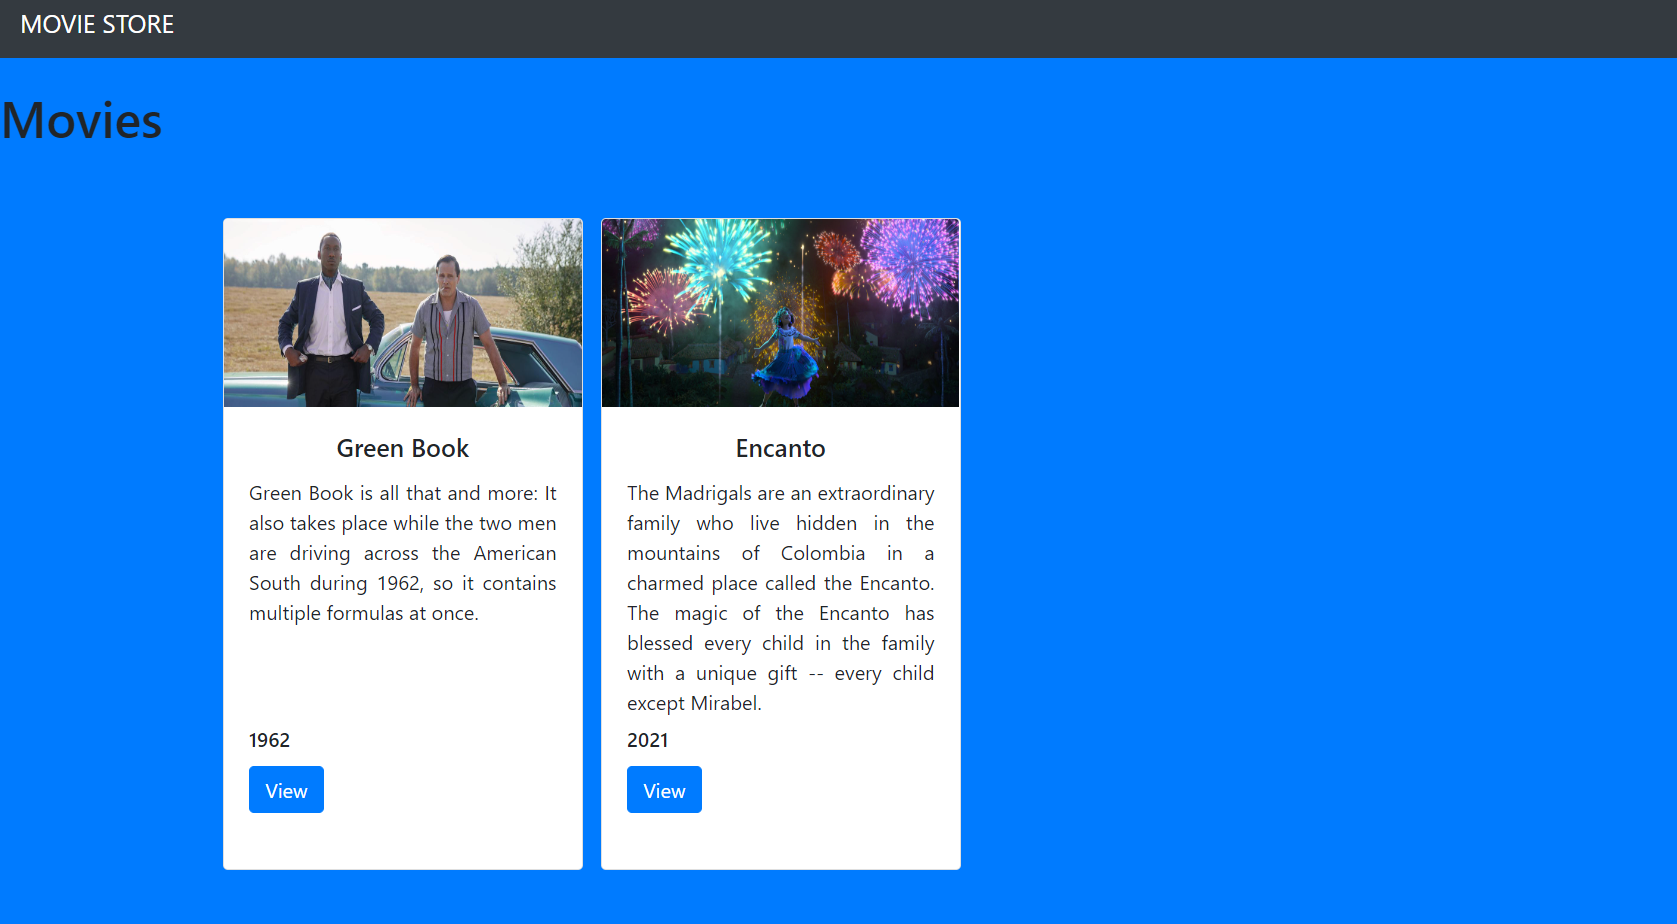 MOVIE STORE
Movies
Green Book
Green Book is all that and more: It
also takes place while the two men
are driving across the American
South during 1962, so it contains
multiple formulas at once.
1962
View
Encanto
The Madrigals are an extraordinary
family who live hidden in the
mountains of Colombia in a
charmed place called the Encanto.
The magic of the Encanto has
blessed every child in the family
with a unique gift -- every child
except Mirabel.
2021
View